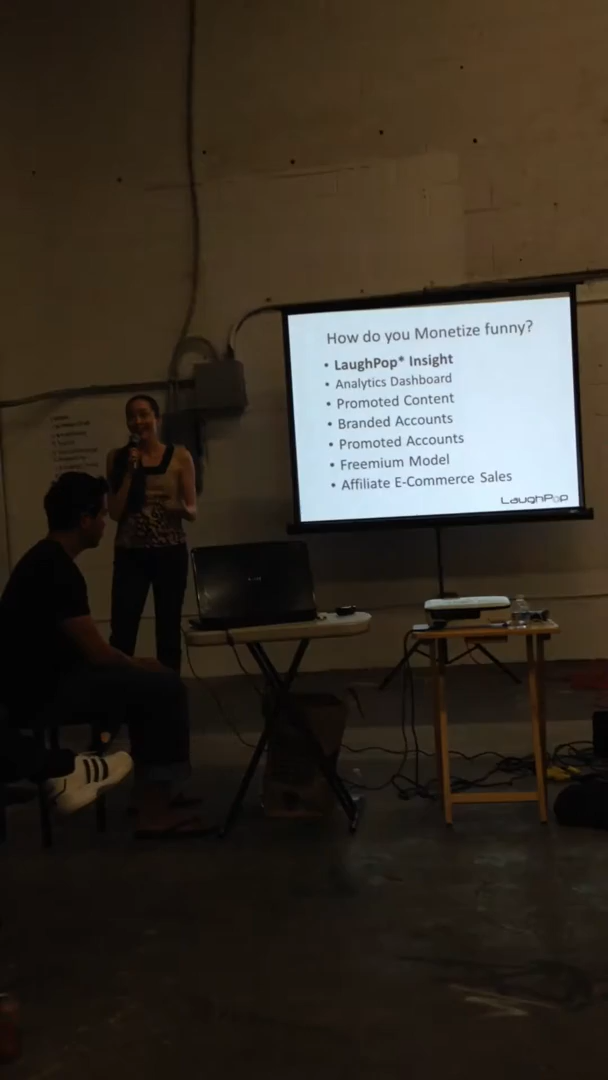 How do you Monetize funny?
• LaughPop* Insight
• Analytics Dashboard
• Promoted Content
• Branded Accounts
• Promoted Accounts
• Freemium Model
• Affiliate E-Commerce Sales
LaughPop